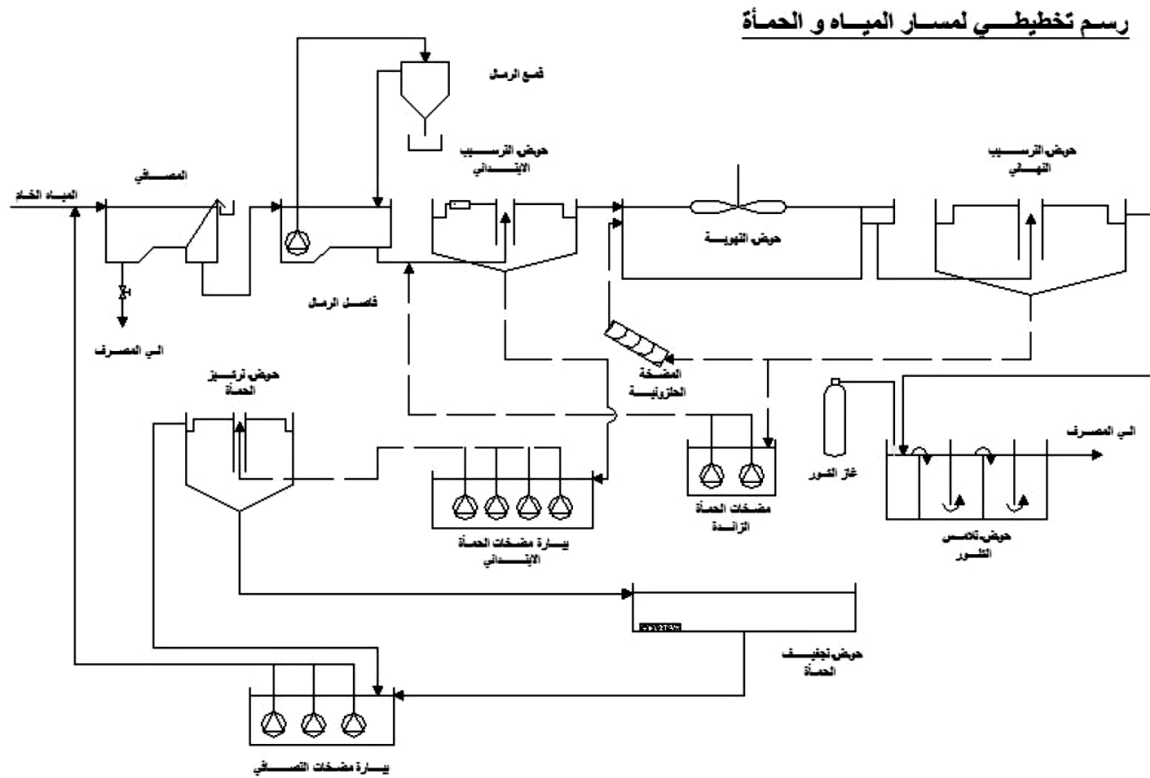 رسم تخطيطي لمسار المياه و الحمأة
قمع الرمال
حوض الترسيب
النهائي
حوض الترسيب
الابتدائي
المصافي
المياه الخام
حوض التهوية
فاصل الرمال
الي المصرف
المضخة
الحلزونية
حوض تركيز
الحمأة
الي المصرف
غاز الكلور
مضخات الحمأة
الزائدة
حوض تلامس
الكلور
بيارة مضخات الحمأة
الابتدائي
حوض تجفيف
الحمأة
بيارة مضخات التصافي